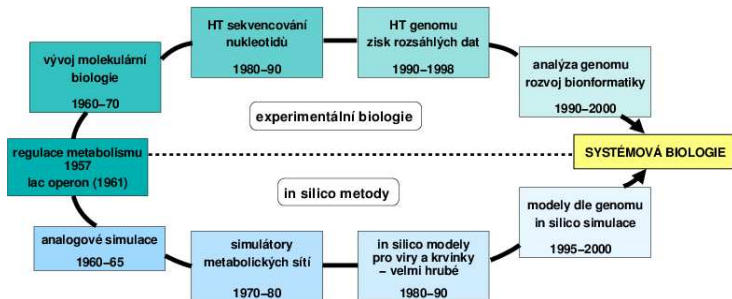 HT sekvencování
nukleotidů
1980–90
HT genomu
zisk rozsáhlých dat
1990–1998
vývoj molekulární
biologie
1960–70
analýza genomu
rozvoj bionformatiky
1990–2000
experimentální biologie
regulace metabolismu
1957
lac operon (1961)
SYSTÉMOVÁ BIOLOGIE
in silico metody
analogové simulace
1960–65
simulátory
metabolických sítí
1970–80
in silico modely
pro viry a krvinky
– velmi hrubé
1980–90
modely dle genomu
in silico simulace
1995–2000